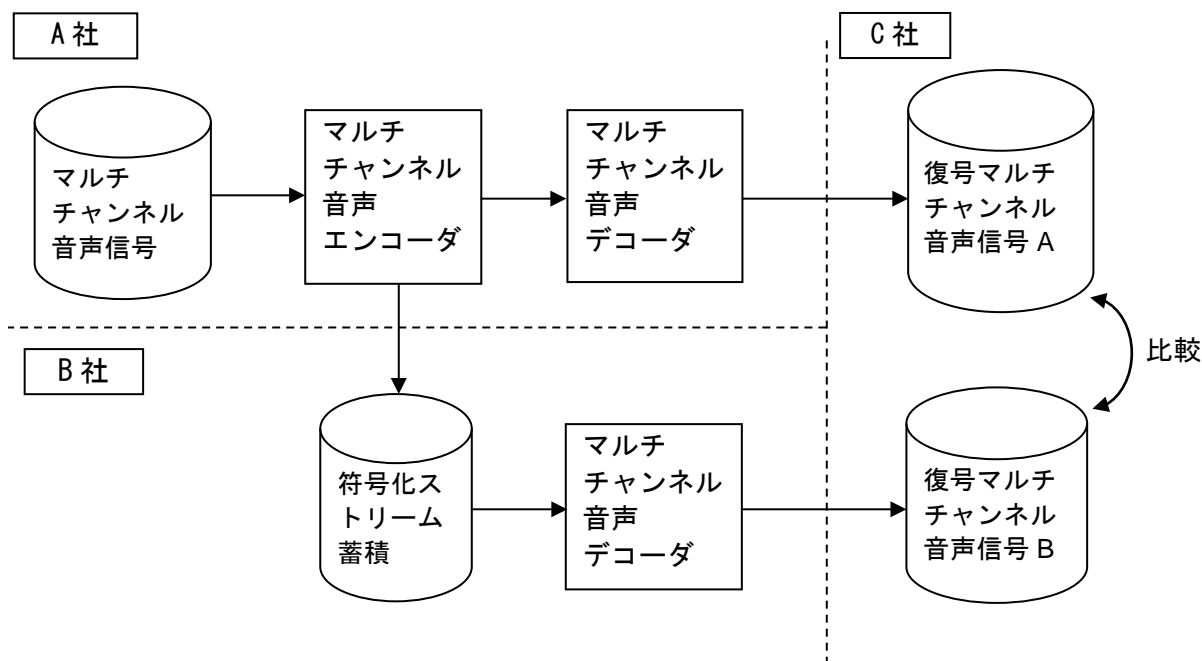 A社
マルチ
チャンネル
音声信号
マルチ
チャンネル
音声
エンコーダ
マルチ
チャンネル
音声
デコーダ
C社
復号マルチ
チャンネル
音声信号A
比較
B社
符号化ス
トリーム
蓄積
マルチ
チャンネル
音声
デコーダ
復号マルチ
チャンネル
音声信号B